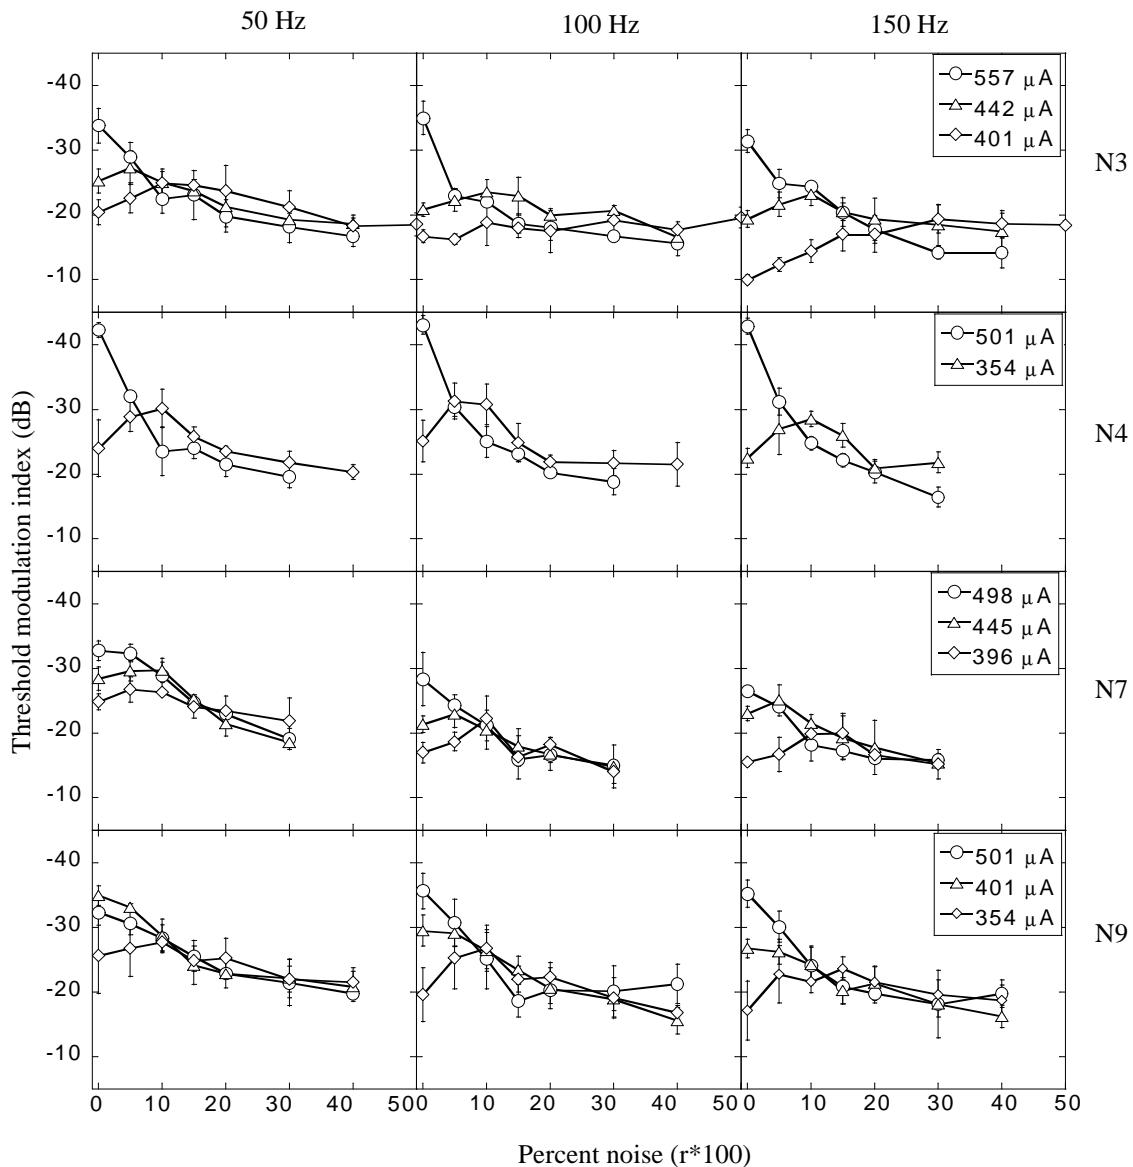 50 Hz 100 Hz 150 Hz
-40
-30
-20
-10
557 μA
442 μA
401 μA
N3
-40
-30
-20
-10
501 μA
354 μA
N4
-40
-30
-20
-10
498 μA
445 μA
396 μA
N7
-40
-30
-20
-10
501 μA
401 μA
354 μA
N9
Threshold modulation index (dB)
0 10 20 30 40 50 0 10 20 30 40 50 0 10 20 30 40 50
Percent noise (r*100)